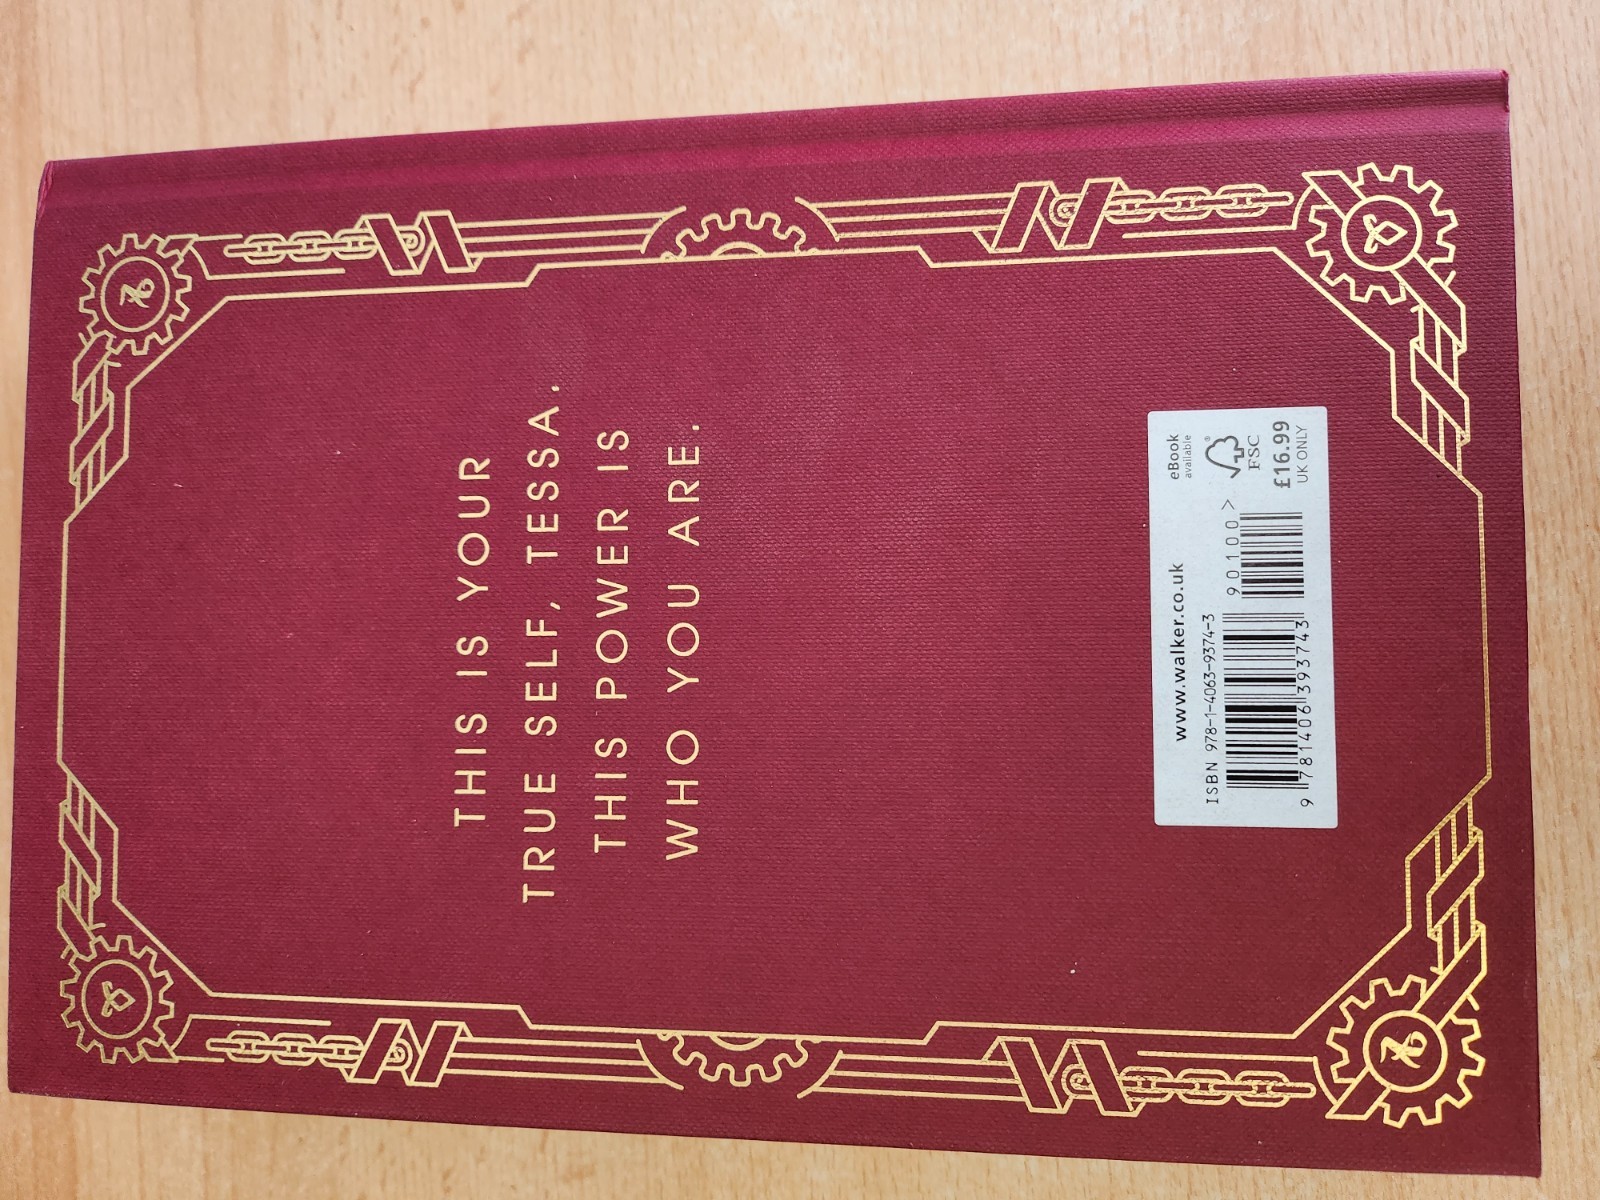 THIS IS YOUR
TRUE SELF, TESSA.
THIS POWER IS
WHO YOU ARE.
www.walker.co.uk
ISBN 978-1-4063-9374-3
90100>
9 781406 393743
eBook
available
®
FSC
£16.99
UK ONLY